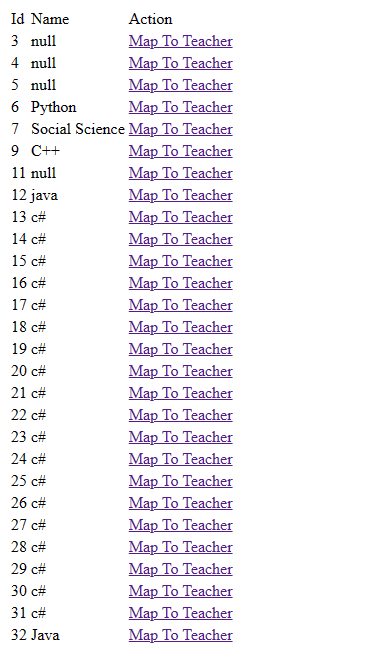 Id Name Action
3 null Map To Teacher
4 null Map To Teacher
5 null Map To Teacher
6 Python Map To Teacher
7 Social Science Map To Teacher
9 C++ Map To Teacher
11 null Map To Teacher
12 java Map To Teacher
13 c# Map To Teacher
14 c# Map To Teacher
15 c# Map To Teacher
16 c# Map To Teacher
17 c# Map To Teacher
18 c# Map To Teacher
19 c# Map To Teacher
20 c# Map To Teacher
21 c# Map To Teacher
22 c# Map To Teacher
23 c# Map To Teacher
24 c# Map To Teacher
25 c# Map To Teacher
26 c# Map To Teacher
27 c# Map To Teacher
28 c# Map To Teacher
29 c# Map To Teacher
30 c# Map To Teacher
31 c# Map To Teacher
32 Java Map To Teacher